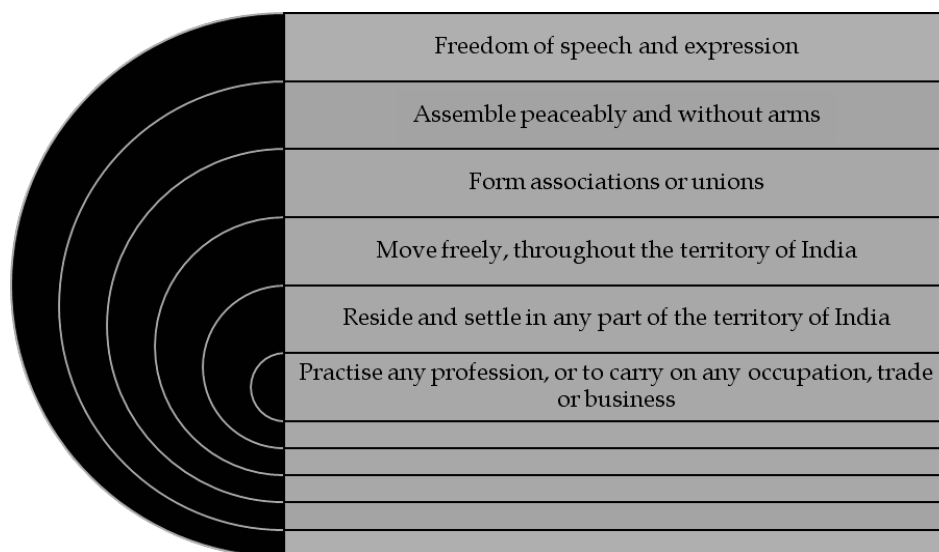 Freedom of speech and expression
Assemble peaceably and without arms
Form associations or unions
Move freely, throughout the territory of India
Reside and settle in any part of the territory of India
Practise any profession, or to carry on any occupation, trade
or business